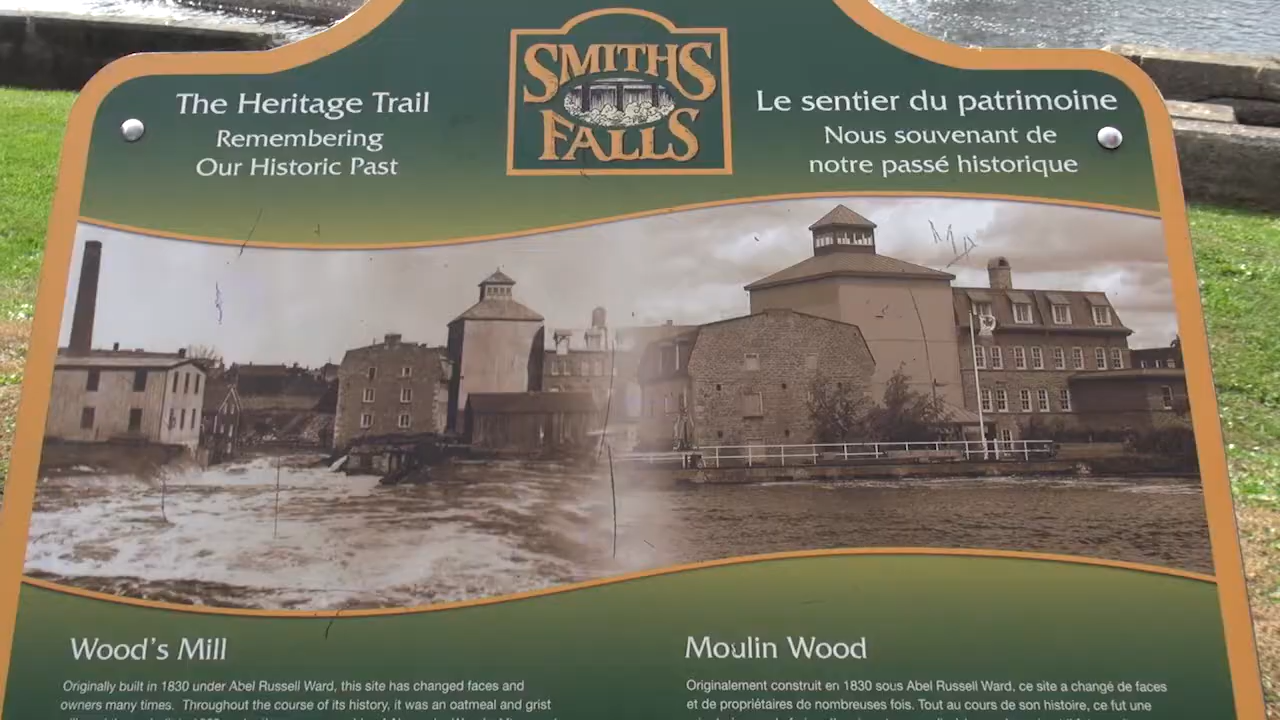 SMITHS
FALLS
The Heritage Trail
Remembering
Our Historic Past
Le sentier du patrimoine
Nous souvenant de
notre passé historique
Wood's Mill
Originally built in 1830 under Abel Russell Ward, this site has changed faces and
owners many times. Throughout the course of its history, it was an oatmeal and grist
Moulin Wood
Originalement construit en 1830 sous Abel Russell Ward, ce site a changé de faces
et de propriétaires de nombreuses fois. Tout au cours de son histoire, ce fut une